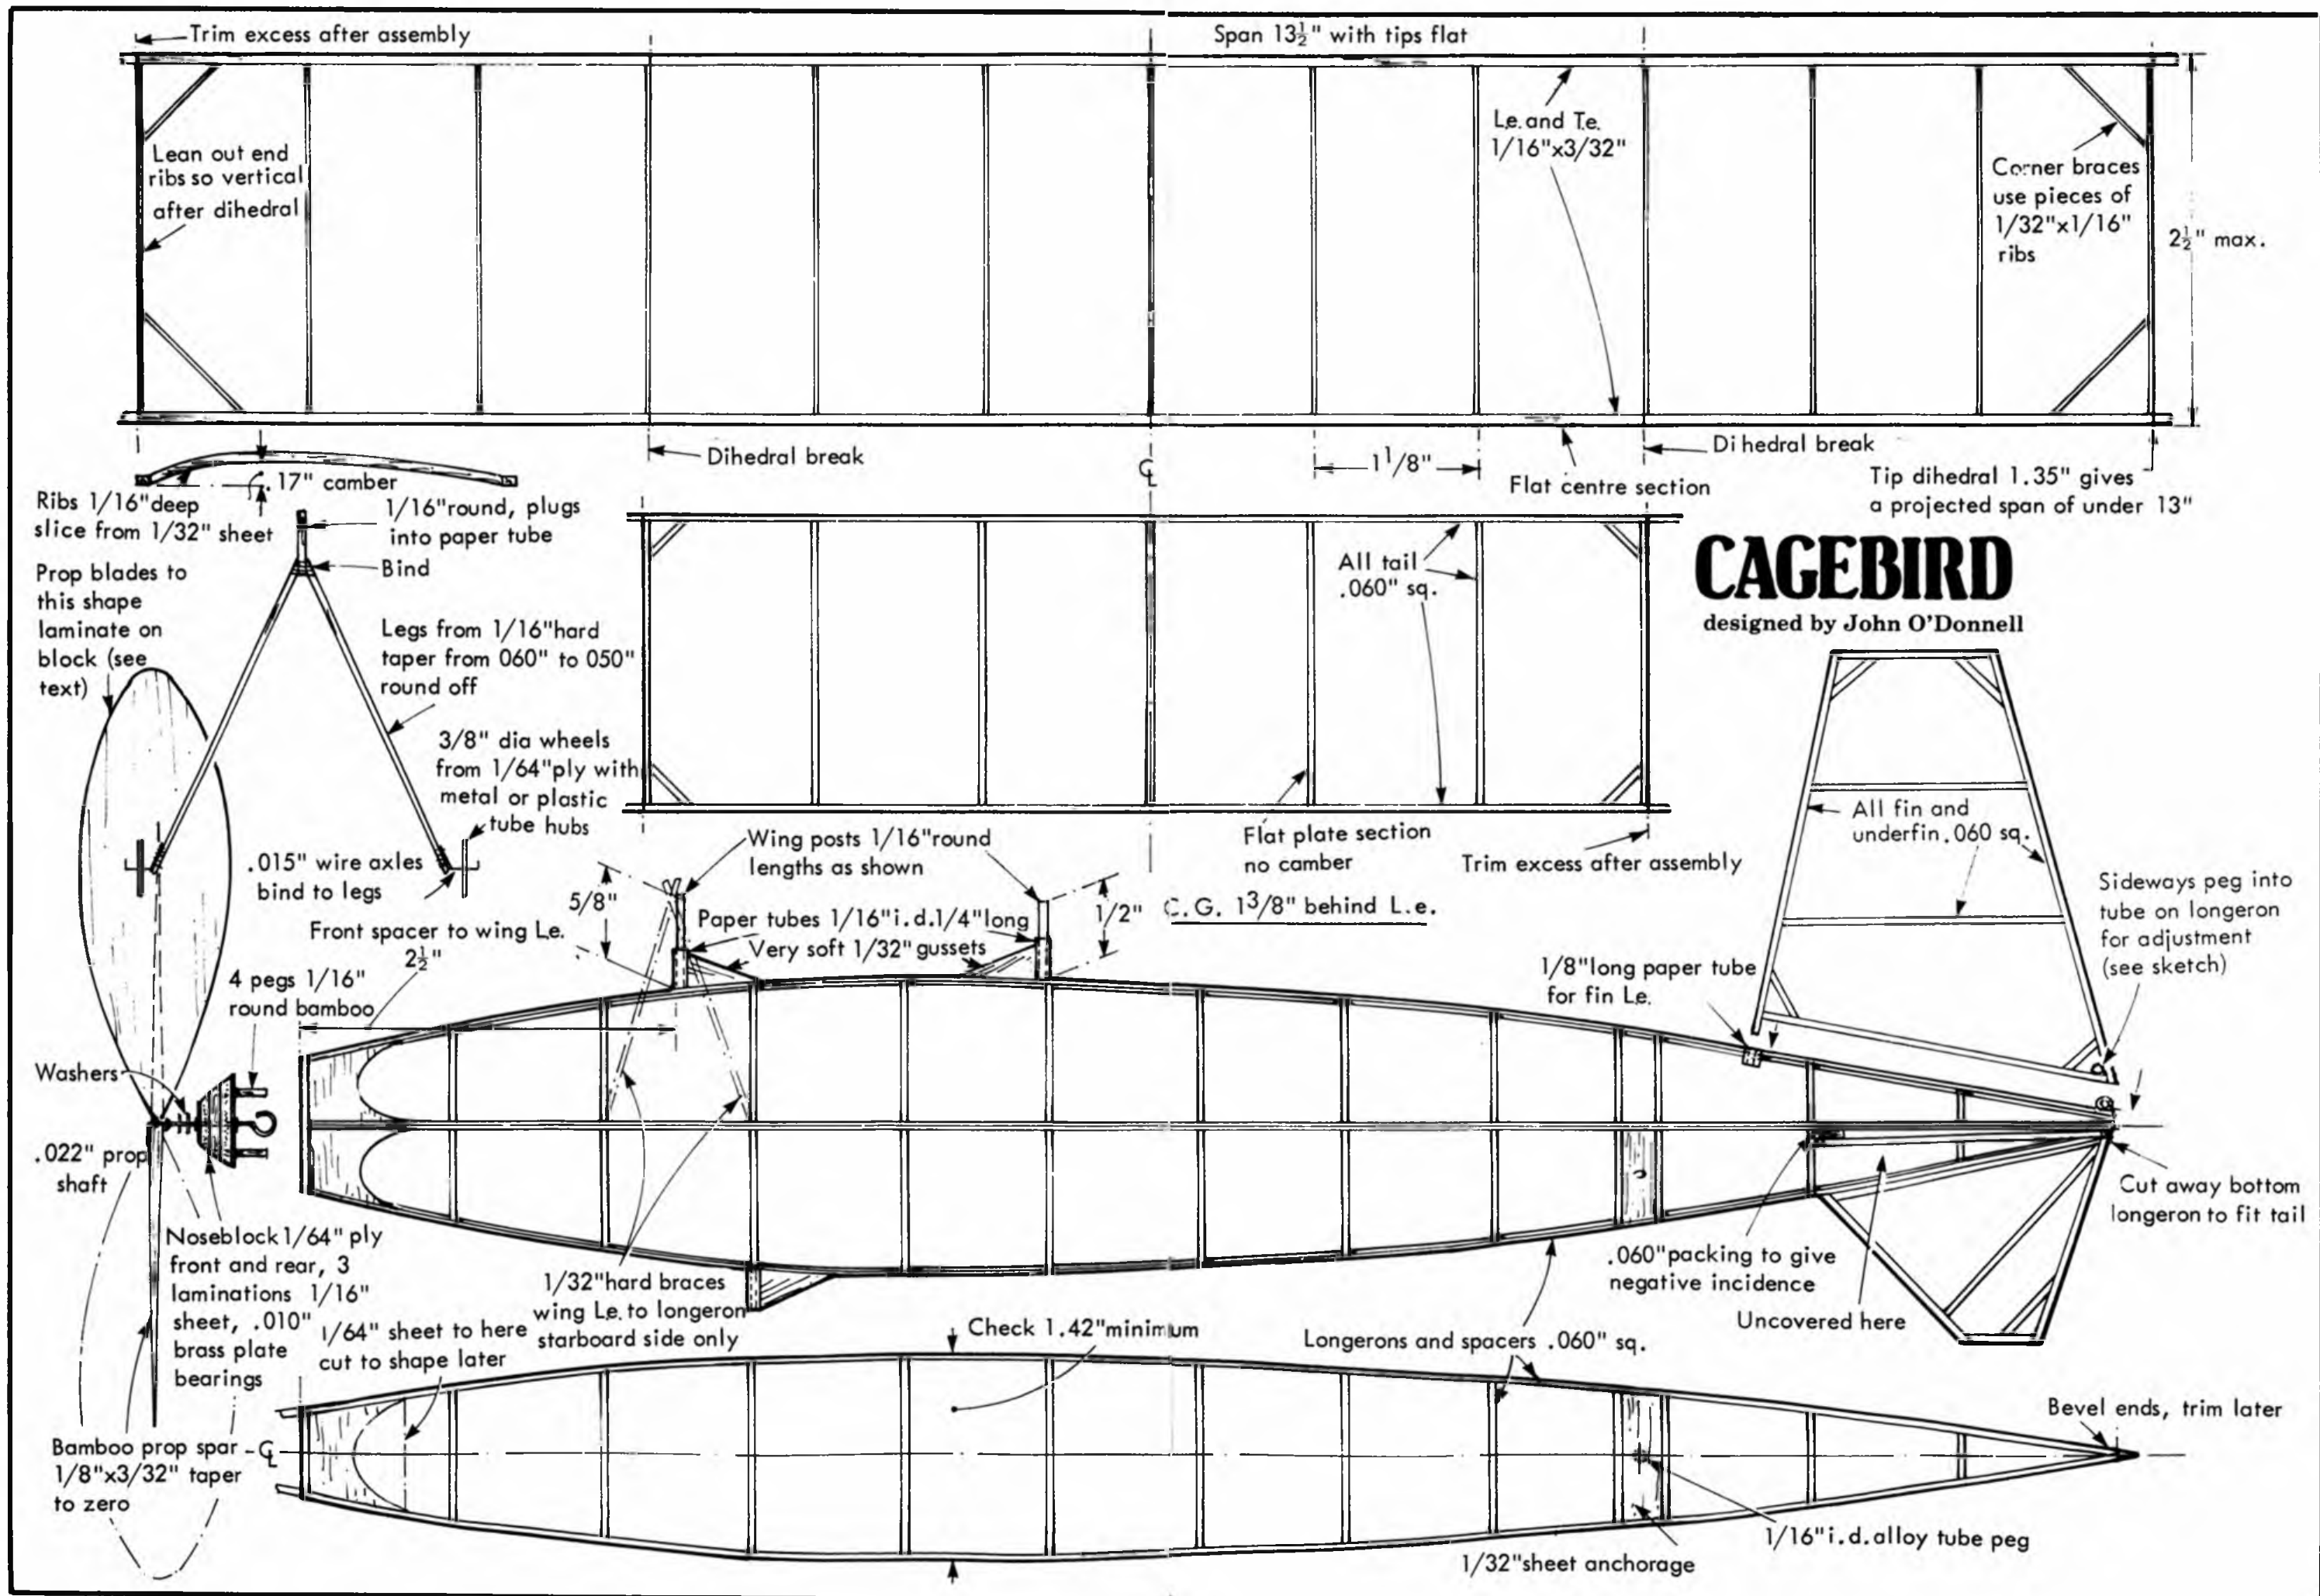 Trim excess after assembly
Span 13½" with tips flat
Lean out end
ribs so vertical
after dihedral
L.e. and T.e.
1/16"x3/32"
Corner braces
use pieces of
1/32"x1/16"
ribs
2½" max.
Dihedral break
℄
1 1/8"
Flat centre section
Dihedral break
Tip dihedral 1.35" gives
a projected span of under 13"
.17" camber
Ribs 1/16"deep
slice from 1/32" sheet
1/16"round, plugs
into paper tube
Bind
Prop blades to
this shape
laminate on
block (see
text)
Legs from 1/16"hard
taper from 060" to 050"
round off
3/8" dia wheels
from 1/64"ply with
metal or plastic
tube hubs
.015" wire axles
bind to legs
All tail
.060" sq.
CAGEBIRD
designed by John O'Donnell
Flat plate section
no camber
Trim excess after assembly
All fin and
underfin .060 sq.
Sideways peg into
tube on longeron
for adjustment
(see sketch)
Wing posts 1/16"round
lengths as shown
5/8"
Paper tubes 1/16"i.d.1/4"long
1/2"
Very soft 1/32" gussets
C.G. 1 3/8" behind L.e.
Front spacer to wing L.e.
2½"
4 pegs 1/16"
round bamboo
1/8"long paper tube
for fin L.e.
Washers
.022" prop
shaft
Noseblock 1/64" ply
front and rear, 3
laminations 1/16"
sheet, .010"
brass plate
bearings
1/32"hard braces
wing L.e. to longeron
starboard side only
1/64" sheet to here
cut to shape later
Cut away bottom
longeron to fit tail
.060"packing to give
negative incidence
Uncovered here
Check 1.42"minimum
Longerons and spacers .060" sq.
Bamboo prop spar
1/8"x3/32" taper
to zero
℄
Bevel ends, trim later
1/16"i.d.alloy tube peg
1/32"sheet anchorage